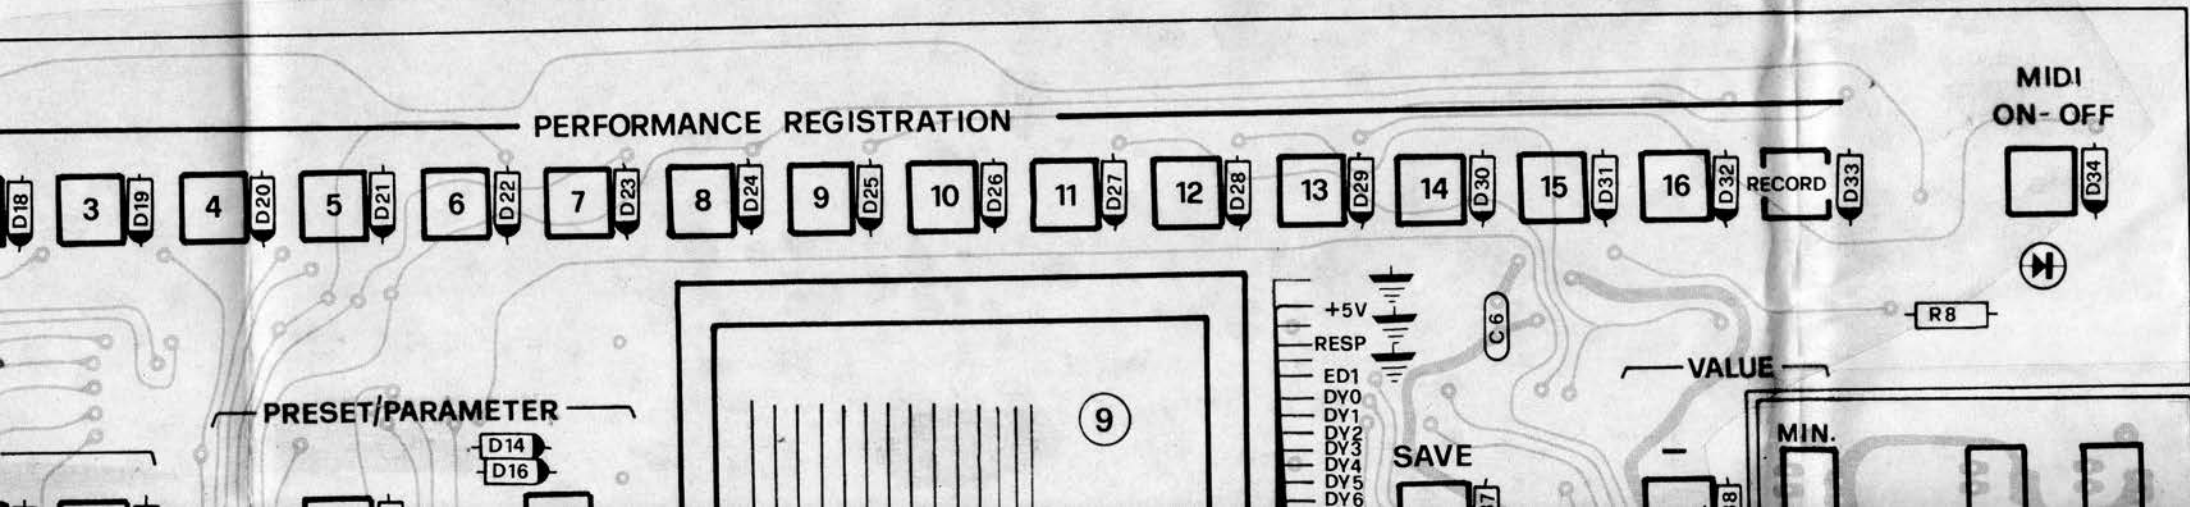 MIDI
ON-OFF
PERFORMANCE REGISTRATION
D18 3 D19 4 D20 5 D21 6 D22 7 D23 8 D24 9 D25 10 D26 11 D27 12 D28 13 D29 14 D30 15 D31 16 D32 RECORD D33 D34
+5V
C6
R8
RESP
VALUE
ED1
DY0
PRESET/PARAMETER
9
DY1
DY2
MIN.
D14
DY3
SAVE
–
DY4
D16
DY5
DY6